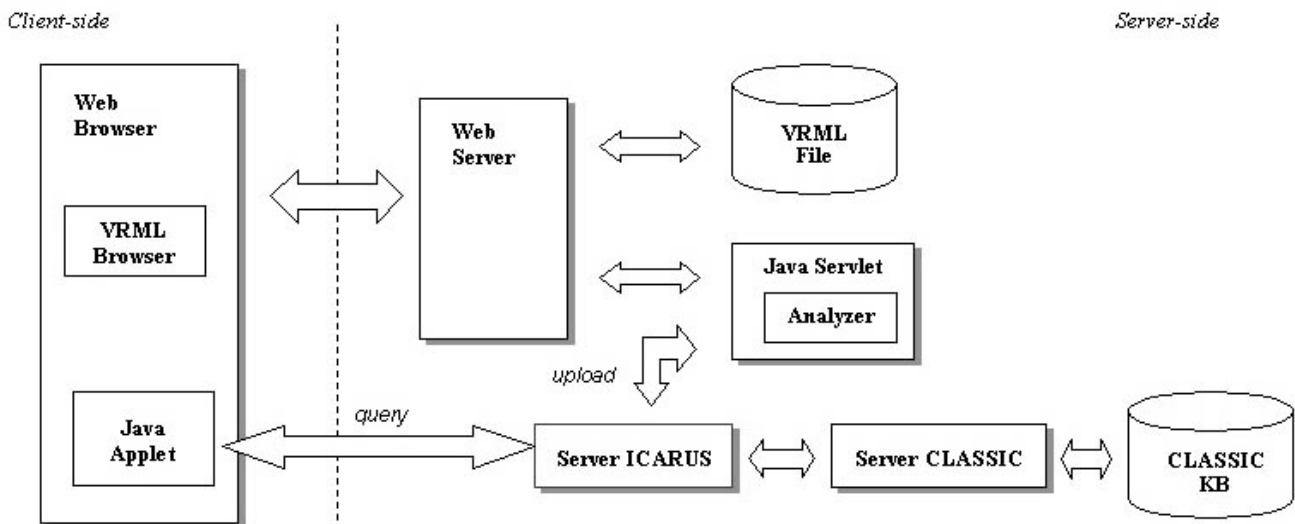 Client-side
Server-side
Web
Browser
VRML
Browser
Java
Applet
Web
Server
VRML
File
Java Servlet
Analyzer
upload
query
Server ICARUS
Server CLASSIC
CLASSIC
KB